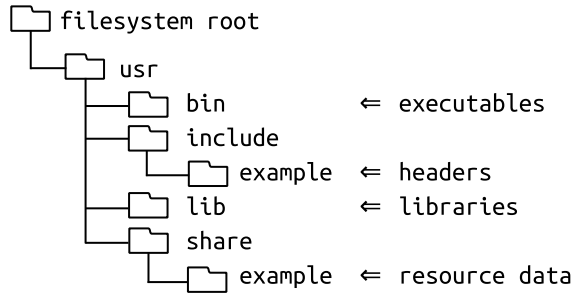 filesystem root
usr
bin ⇐ executables
include
example ⇐ headers
lib ⇐ libraries
share
example ⇐ resource data